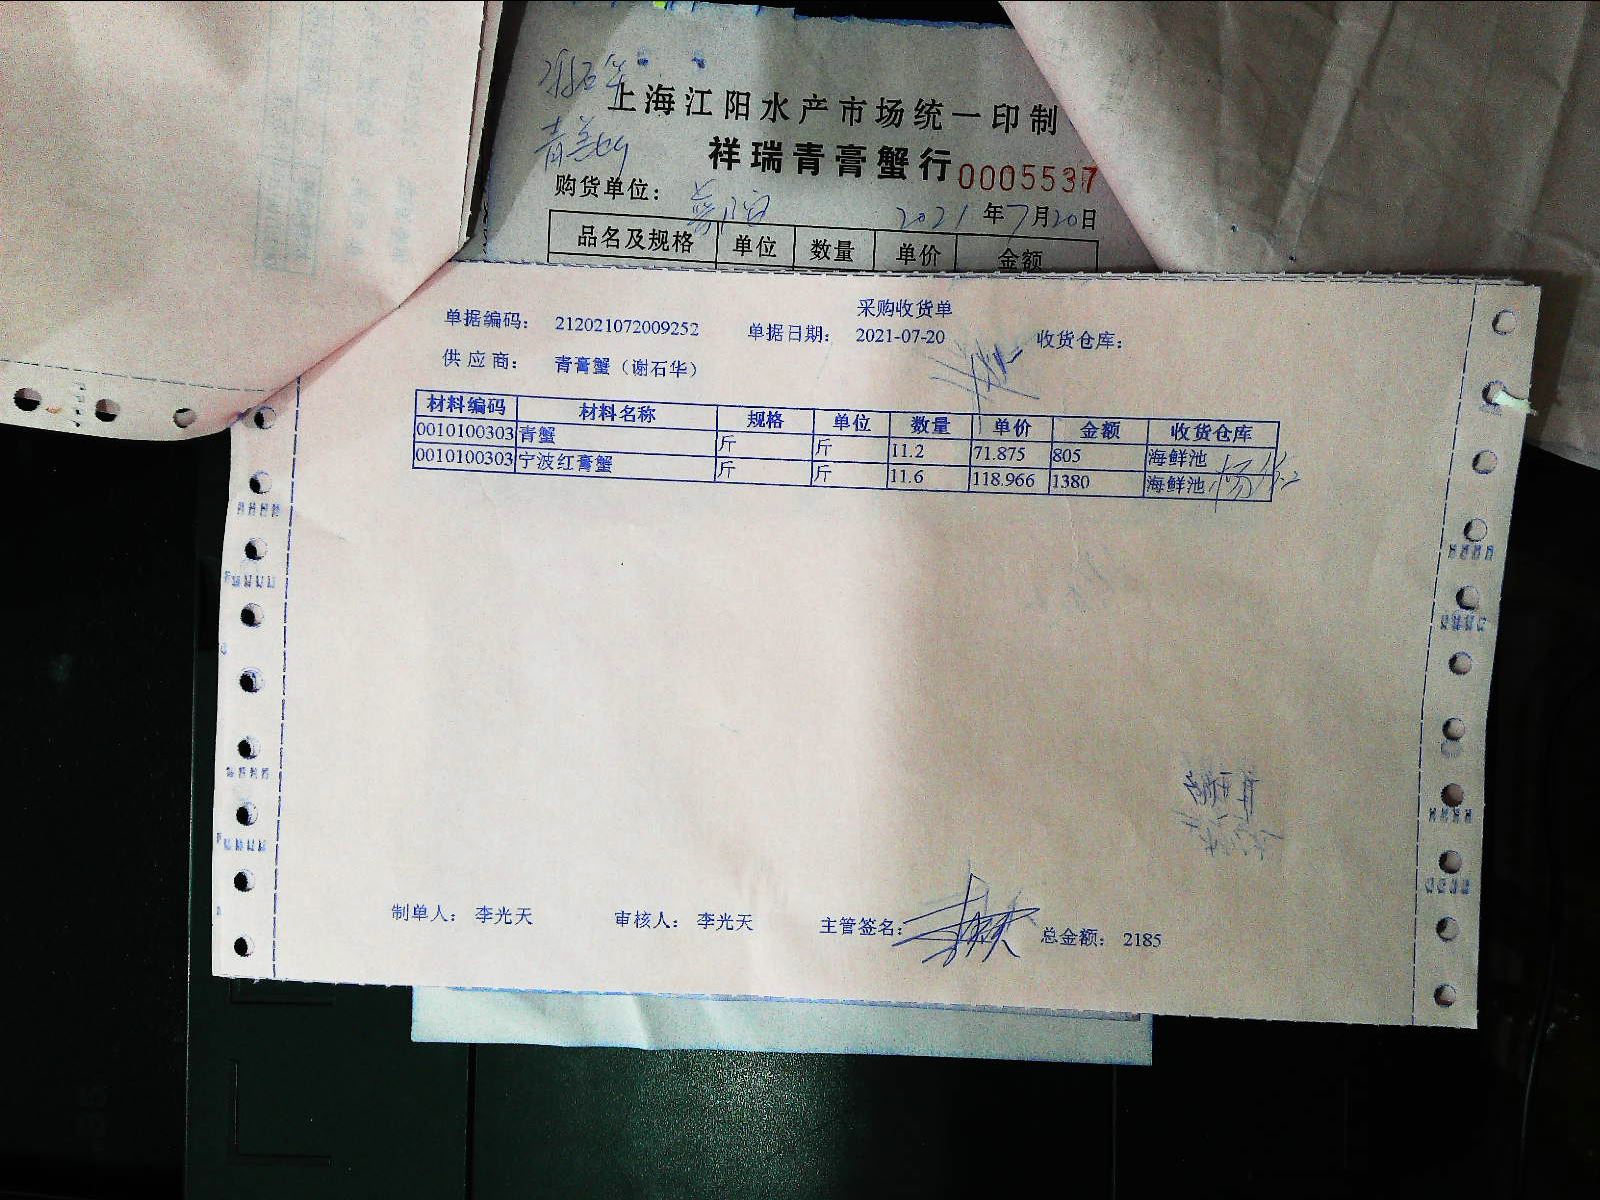 上海江阳水产市场统一印制
祥瑞青膏蟹行 0005537
购货单位：
2021 年 7 月 20 日
品名及规格 单位 数量 单价 金额
采购收货单
单据编码： 212021072009252 单据日期： 2021-07-20 收货仓库：
供应商： 青膏蟹（谢石华）
材料编码 材料名称 规格 单位 数量 单价 金额 收货仓库
0010100303 青蟹 斤 斤 11.2 71.875 805 海鲜池
0010100303 宁波红膏蟹 斤 斤 11.6 118.966 1380 海鲜池
制单人： 李光天 审核人： 李光天 主管签名： 总金额： 2185